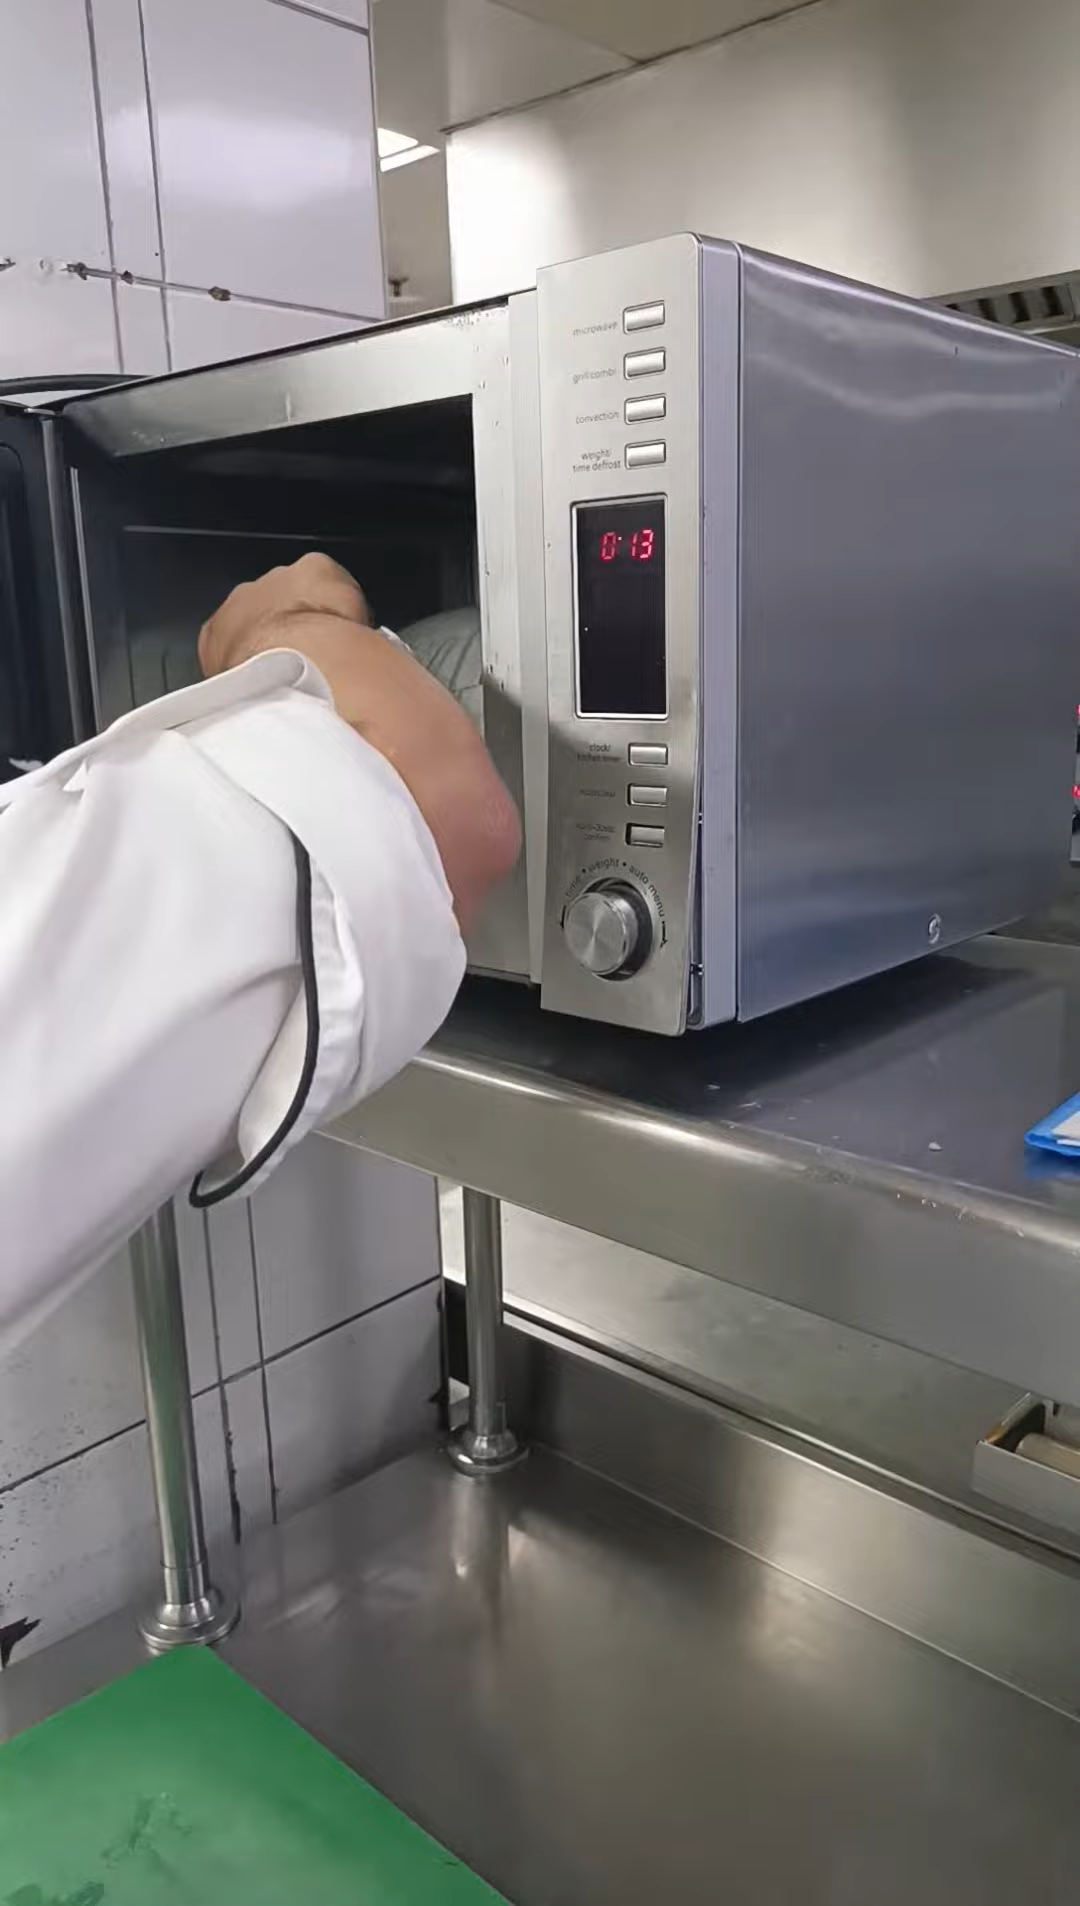 microwave
grill/combi
convection
weight/
time defrost
0:13
clock/
kitchen timer
time • weight • auto menu